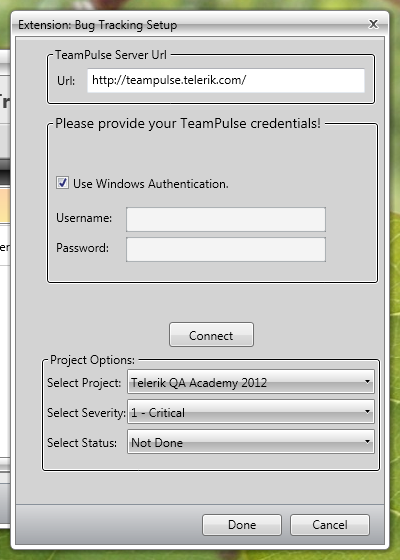 Extension: Bug Tracking Setup
TeamPulse Server Url
Url: http://teampulse.telerik.com/
Please provide your TeamPulse credentials!
Use Windows Authentication.
Username:
Password:
Connect
Project Options:
Select Project: Telerik QA Academy 2012
Select Severity: 1 - Critical
Select Status: Not Done
Done Cancel